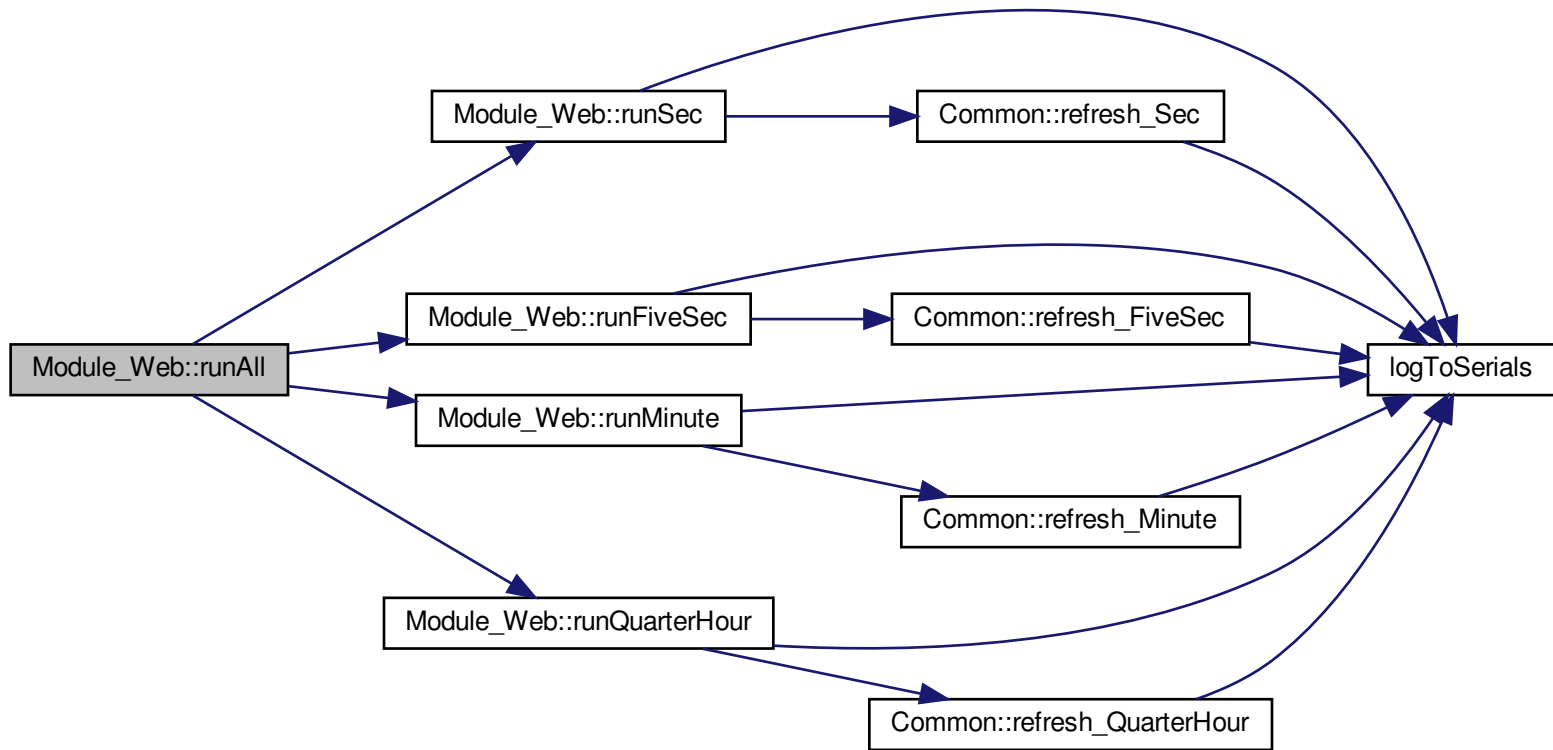 Module_Web::runSec
Common::refresh_Sec
Module_Web::runFiveSec
Common::refresh_FiveSec
Module_Web::runAll
logToSerials
Module_Web::runMinute
Common::refresh_Minute
Module_Web::runQuarterHour
Common::refresh_QuarterHour